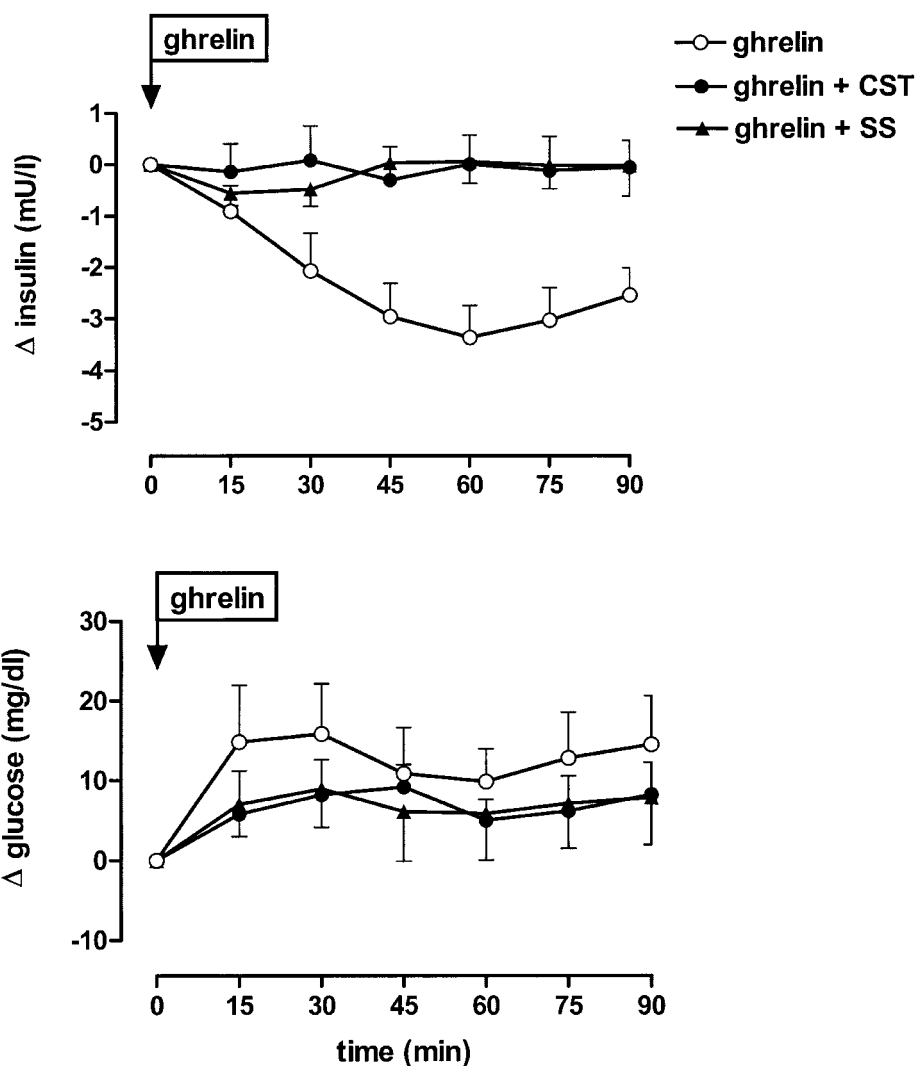 ghrelin
ghrelin
ghrelin + CST
ghrelin + SS
Δ insulin (mU/l)
1
0
-1
-2
-3
-4
-5
0 15 30 45 60 75 90
ghrelin
Δ glucose (mg/dl)
30
20
10
0
-10
0 15 30 45 60 75 90
time (min)